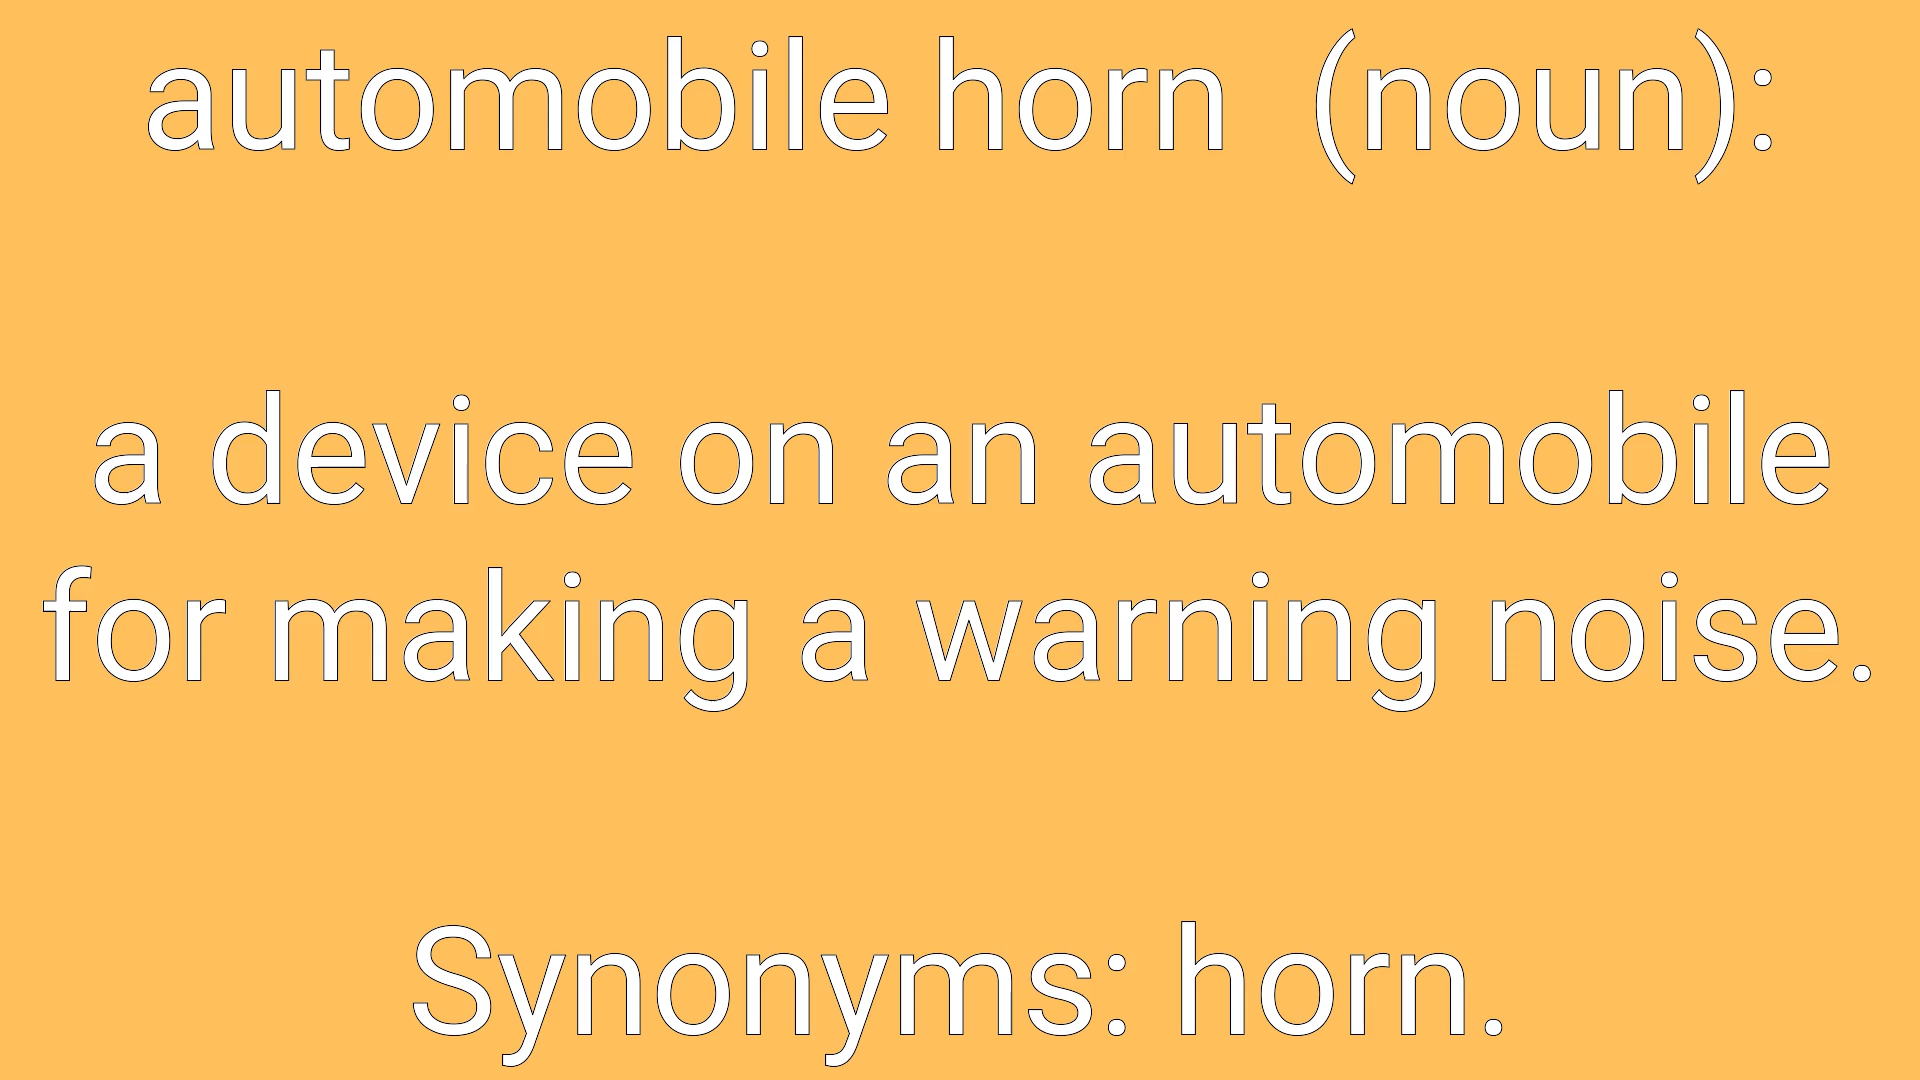 automobile horn  (noun):
a device on an automobile
for making a warning noise.
Synonyms: horn.